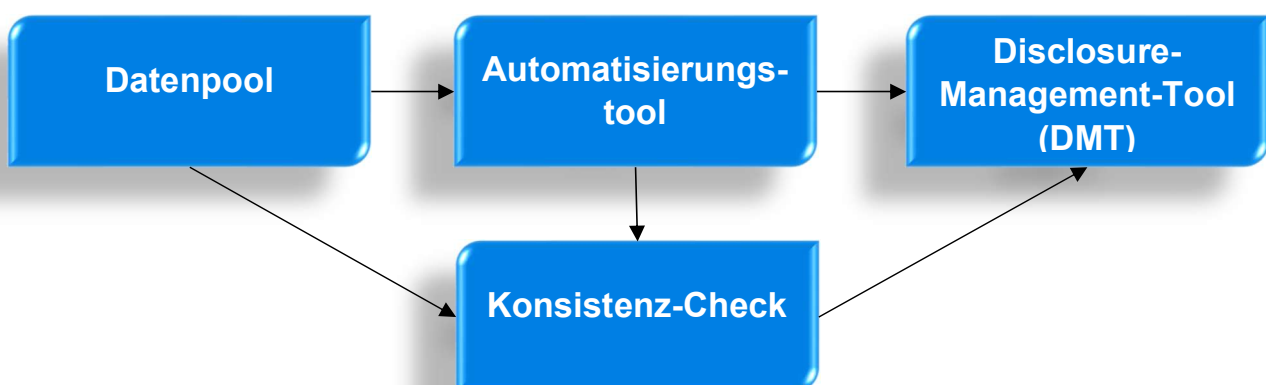 Datenpool
Automatisierungs-
tool
Disclosure-
Management-Tool
(DMT)
Konsistenz-Check